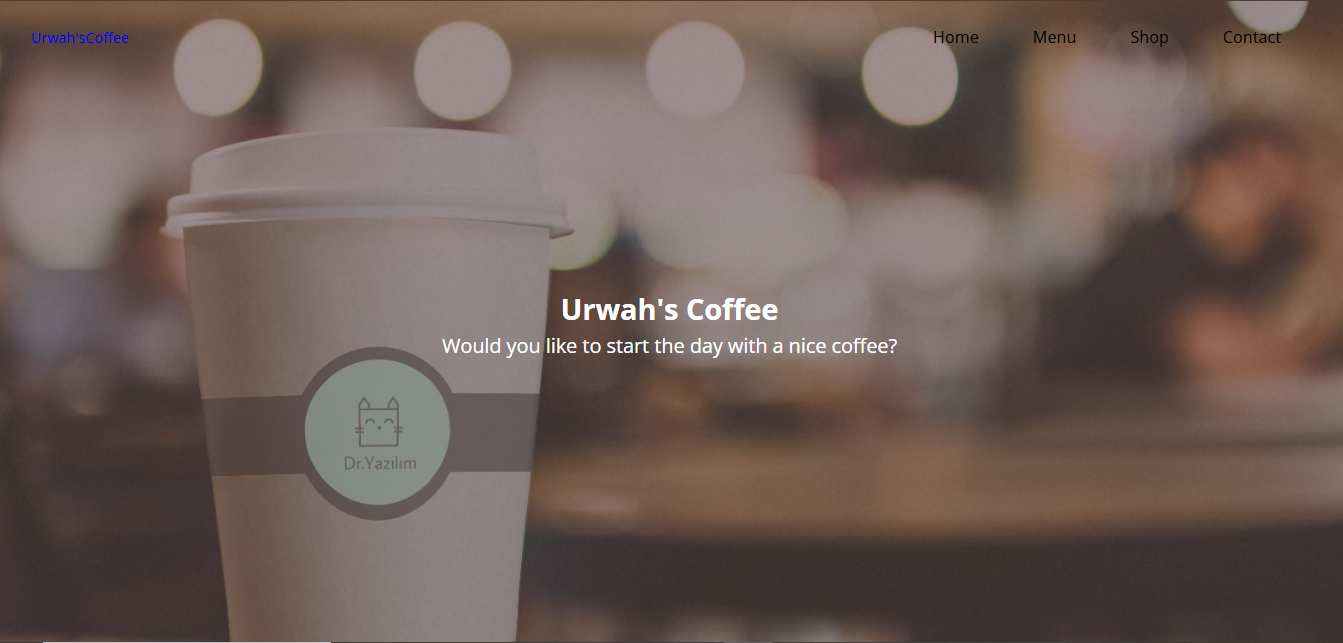 Urwah'sCoffee
Home Menu Shop Contact
Urwah's Coffee
Would you like to start the day with a nice coffee?
Dr.Yazılım